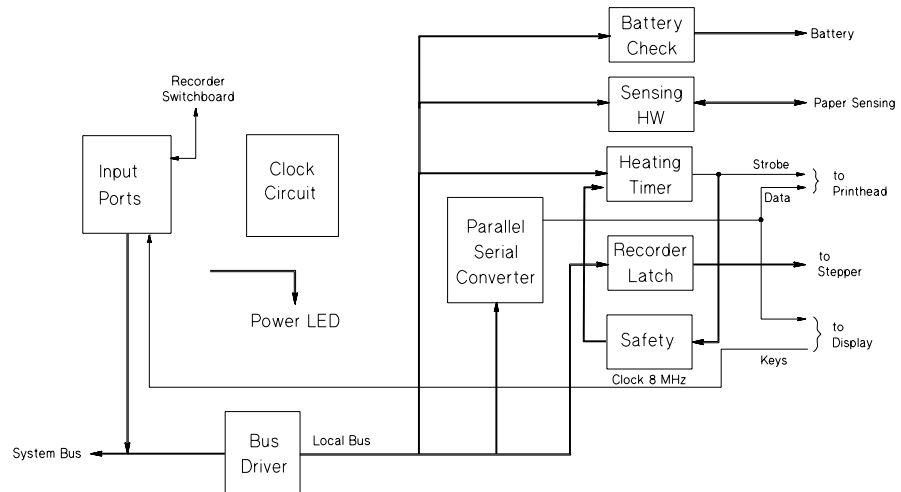 Battery
Check
Battery
Recorder
Switchboard
Sensing
HW
Paper Sensing
Input
Ports
Clock
Circuit
Heating
Timer
Strobe
to
Printhead
Data
Parallel
Serial
Converter
Recorder
Latch
to
Stepper
Power LED
Safety
to
Display
Keys
Clock 8 MHz
System Bus
Bus
Driver
Local Bus